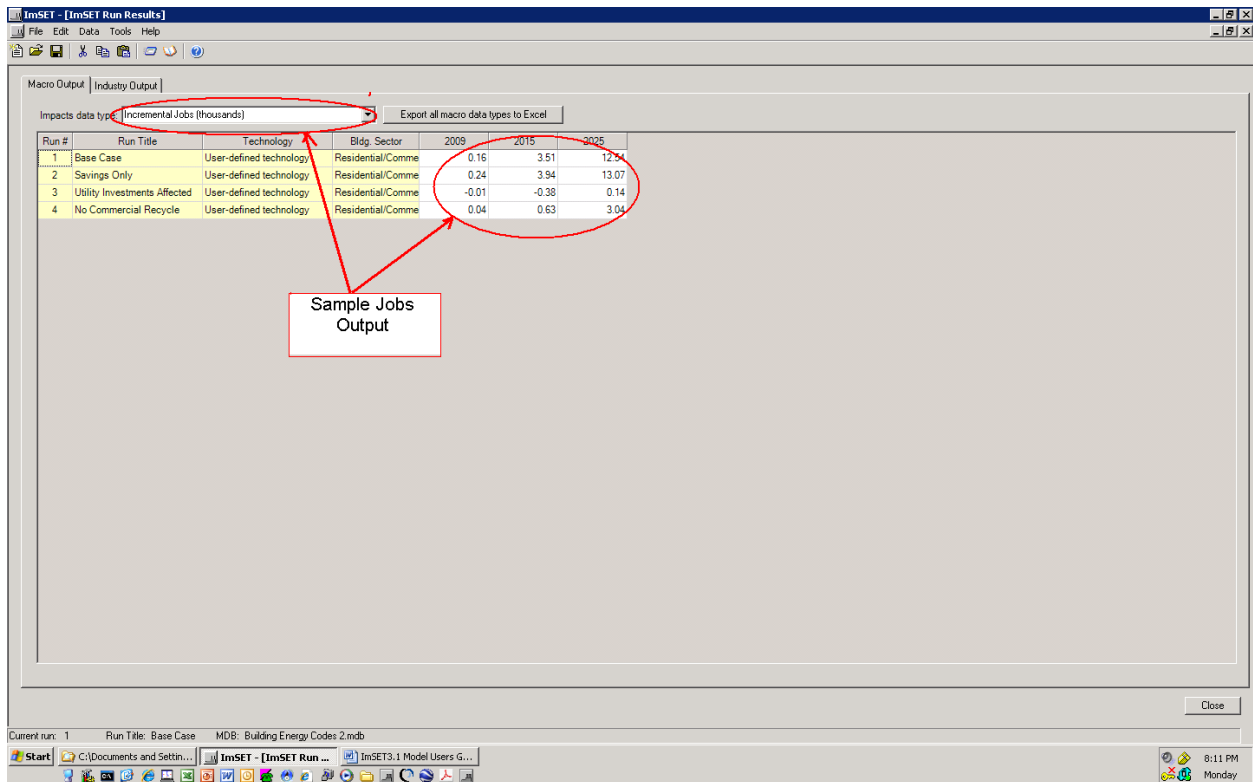 ImSET - [ImSET Run Results]
File Edit Data Tools Help
Macro Output Industry Output
Impacts data type: Incremental Jobs (thousands) Export all macro data types to Excel
Run # Run Title Technology Bldg. Sector 2009 2015 2025
1 Base Case User-defined technology Residential/Comme 0.16 3.51 12.54
2 Savings Only User-defined technology Residential/Comme 0.24 3.94 13.07
3 Utility Investments Affected User-defined technology Residential/Comme -0.01 -0.38 0.14
4 No Commercial Recycle User-defined technology Residential/Comme 0.04 0.63 3.04
Sample Jobs
Output
Close
Current run: 1 Run Title: Base Case MDB: Building Energy Codes 2.mdb
Start C:\Documents and Settin... ImSET - [ImSET Run ... ImSET3.1 Model Users G... 8:11 PM
Monday